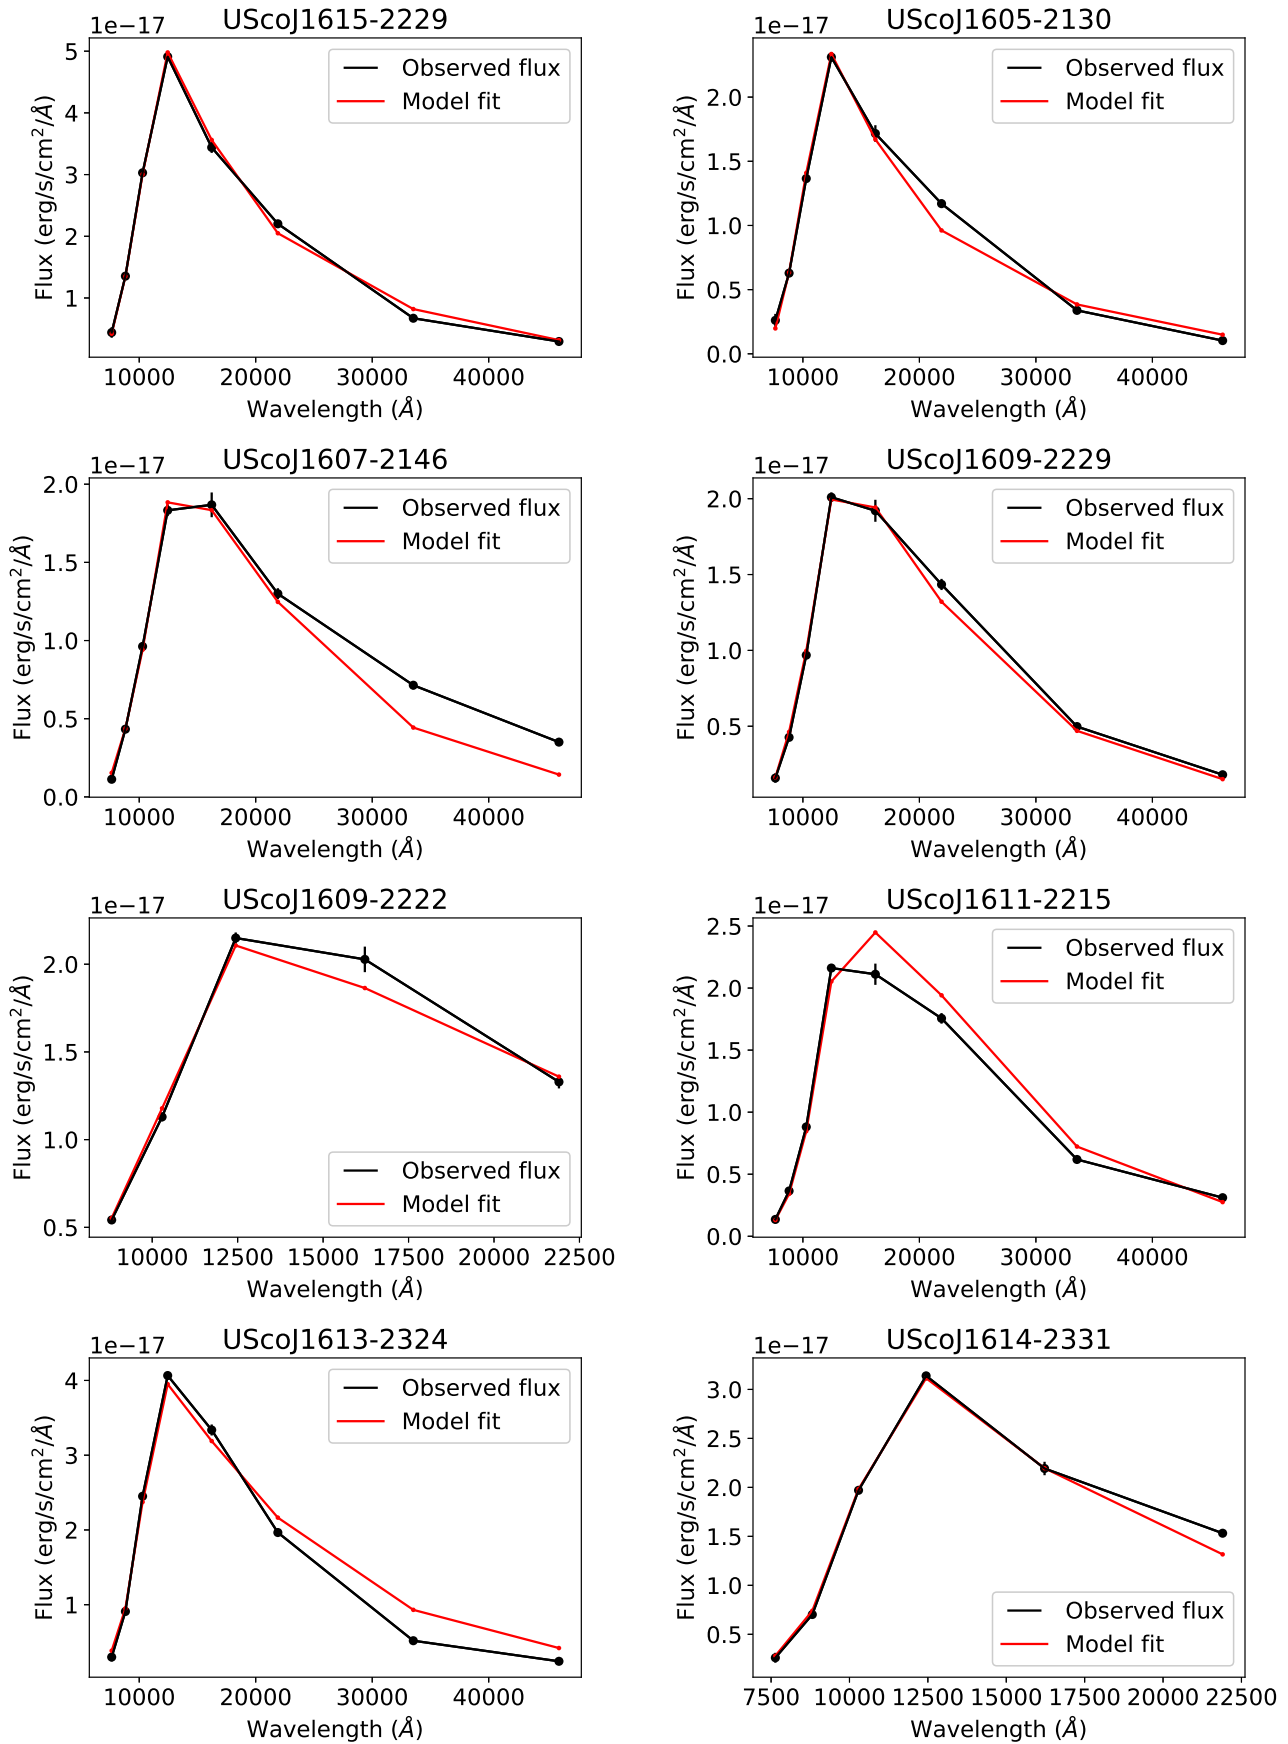 1e−17
UScoJ1615-2229
5
4
3
2
1
Flux (erg/s/cm²/Å)
Observed flux
Model fit
10000 20000 30000 40000
Wavelength (Å)
1e−17
UScoJ1605-2130
2.0
1.5
1.0
0.5
0.0
Flux (erg/s/cm²/Å)
Observed flux
Model fit
10000 20000 30000 40000
Wavelength (Å)
1e−17
UScoJ1607-2146
2.0
1.5
1.0
0.5
0.0
Flux (erg/s/cm²/Å)
Observed flux
Model fit
10000 20000 30000 40000
Wavelength (Å)
1e−17
UScoJ1609-2229
2.0
1.5
1.0
0.5
Flux (erg/s/cm²/Å)
Observed flux
Model fit
10000 20000 30000 40000
Wavelength (Å)
1e−17
UScoJ1609-2222
2.0
1.5
1.0
0.5
Flux (erg/s/cm²/Å)
Observed flux
Model fit
10000 12500 15000 17500 20000 22500
Wavelength (Å)
1e−17
UScoJ1611-2215
2.5
2.0
1.5
1.0
0.5
0.0
Flux (erg/s/cm²/Å)
Observed flux
Model fit
10000 20000 30000 40000
Wavelength (Å)
1e−17
UScoJ1613-2324
4
3
2
1
Flux (erg/s/cm²/Å)
Observed flux
Model fit
10000 20000 30000 40000
Wavelength (Å)
1e−17
UScoJ1614-2331
3.0
2.5
2.0
1.5
1.0
0.5
Flux (erg/s/cm²/Å)
Observed flux
Model fit
7500 10000 12500 15000 17500 20000 22500
Wavelength (Å)